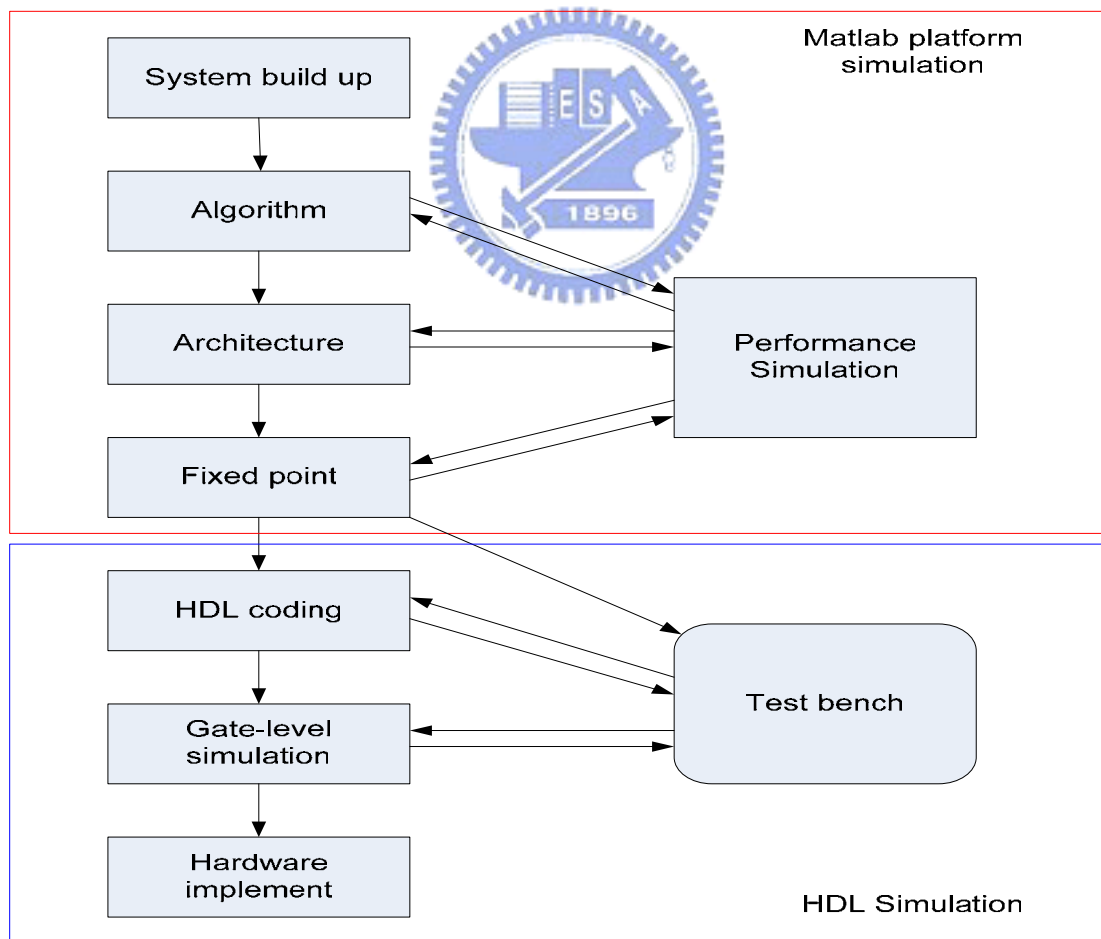 Matlab platform
simulation
System build up
E S A
1896
Algorithm
Architecture
Performance
Simulation
Fixed point
HDL coding
Test bench
Gate-level
simulation
Hardware
implement
HDL Simulation